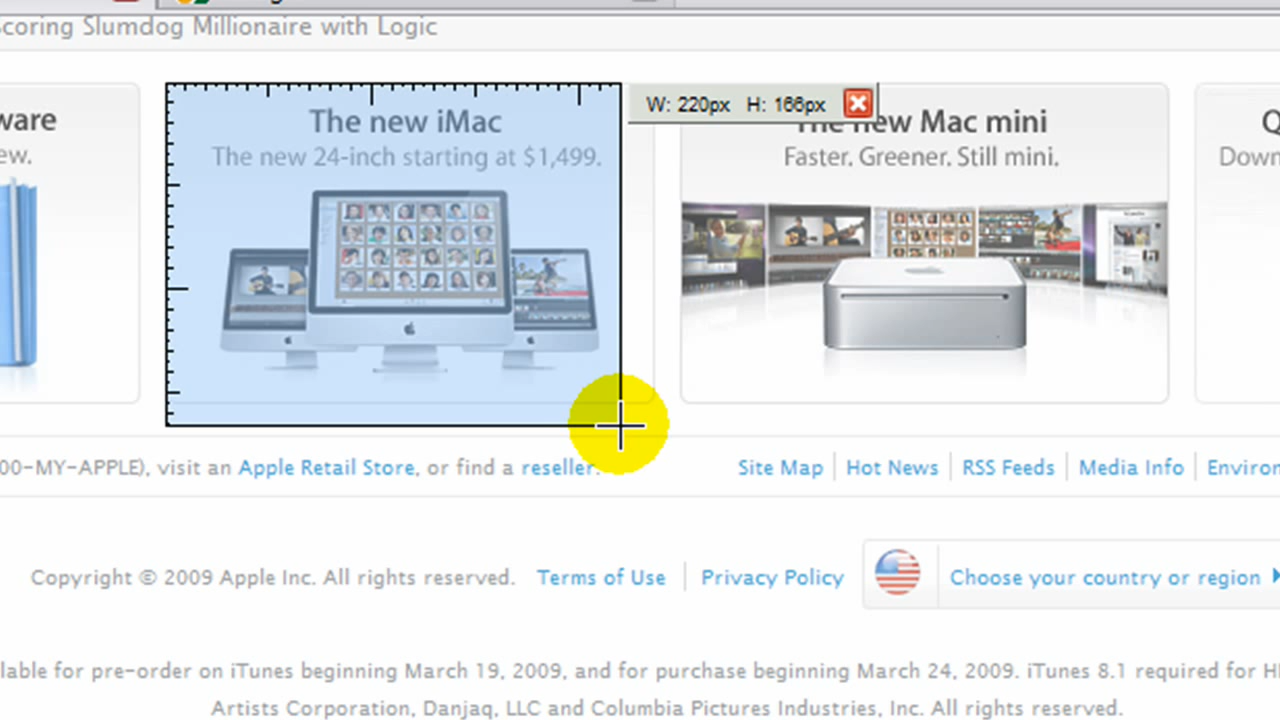 coring Slumdog Millionaire with Logic
W: 220px H: 166px
ware
The new iMac
The new Mac mini
Q
ew.
The new 24-inch starting at $1,499.
Faster. Greener. Still mini.
Down
00-MY-APPLE), visit an Apple Retail Store, or find a reseller.
Site Map
Hot News
RSS Feeds
Media Info
Environ
Copyright © 2009 Apple Inc. All rights reserved.
Terms of Use
Privacy Policy
Choose your country or region
lable for pre-order on iTunes beginning March 19, 2009, and for purchase beginning March 24, 2009. iTunes 8.1 required for H
Artists Corporation, Danjaq, LLC and Columbia Pictures Industries, Inc. All rights reserved.